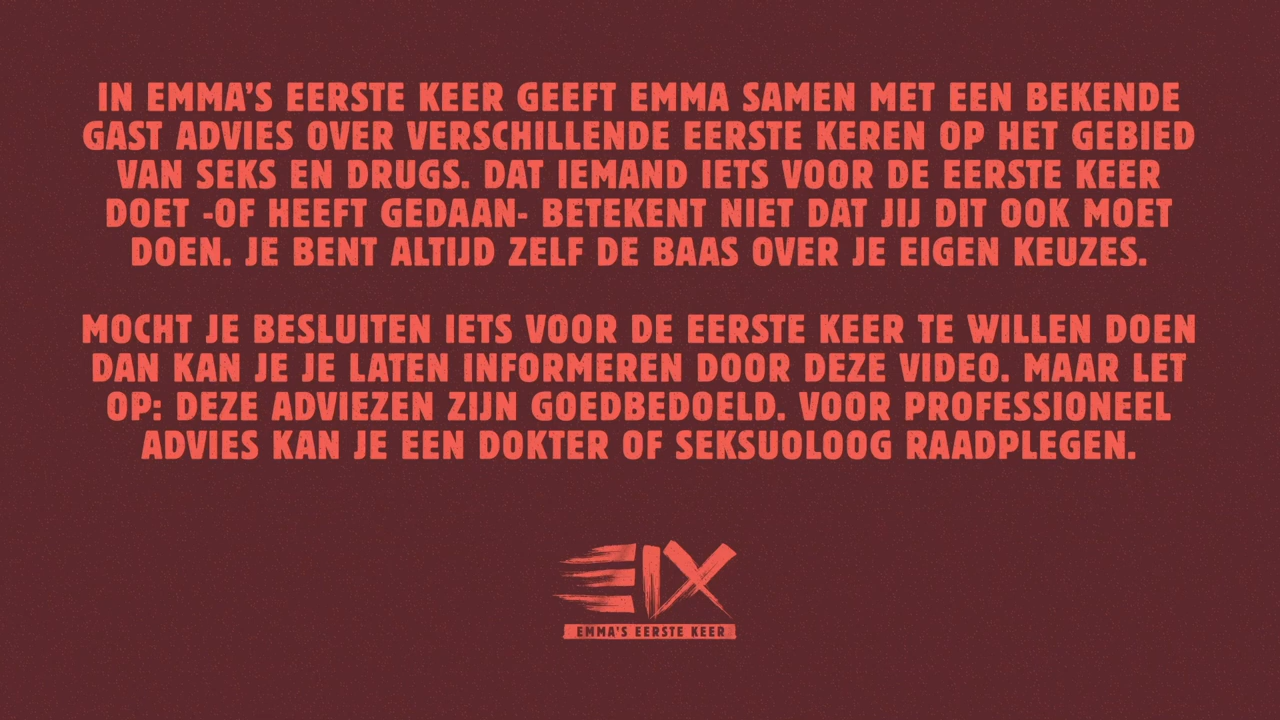 IN EMMA'S EERSTE KEER GEEFT EMMA SAMEN MET EEN BEKENDE
GAST ADVIES OVER VERSCHILLENDE EERSTE KEREN OP HET GEBIED
VAN SEKS EN DRUGS. DAT IEMAND IETS VOOR DE EERSTE KEER
DOET -OF HEEFT GEDAAN- BETEKENT NIET DAT JIJ DIT OOK MOET
DOEN. JE BENT ALTIJD ZELF DE BAAS OVER JE EIGEN KEUZES.
MOCHT JE BESLUITEN IETS VOOR DE EERSTE KEER TE WILLEN DOEN
DAN KAN JE JE LATEN INFORMEREN DOOR DEZE VIDEO. MAAR LET
OP: DEZE ADVIEZEN ZIJN GOEDBEDOELD. VOOR PROFESSIONEEL
ADVIES KAN JE EEN DOKTER OF SEKSUOLOOG RAADPLEGEN.
E1X
EMMA'S EERSTE KEER